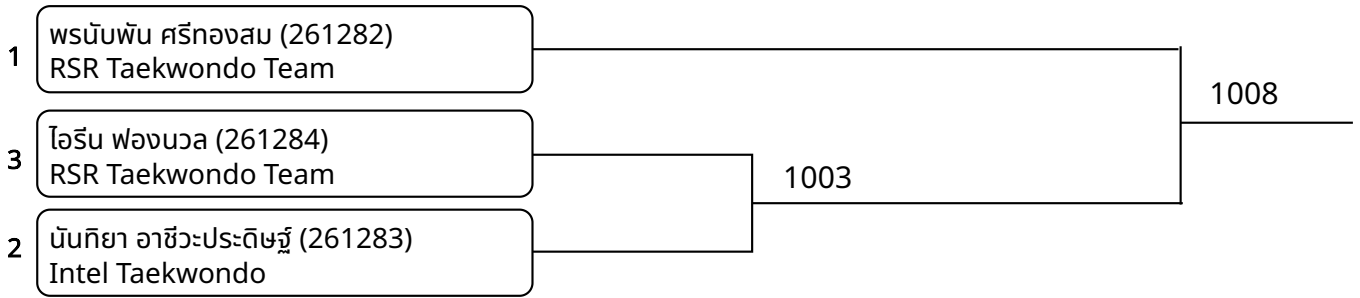 1
พรนับพัน ศรีทองสม (261282)
RSR Taekwondo Team
1008
3
ไอรีน ฟองนวล (261284)
RSR Taekwondo Team
1003
2
นันทิยา อาชีวะประดิษฐ์ (261283)
Intel Taekwondo